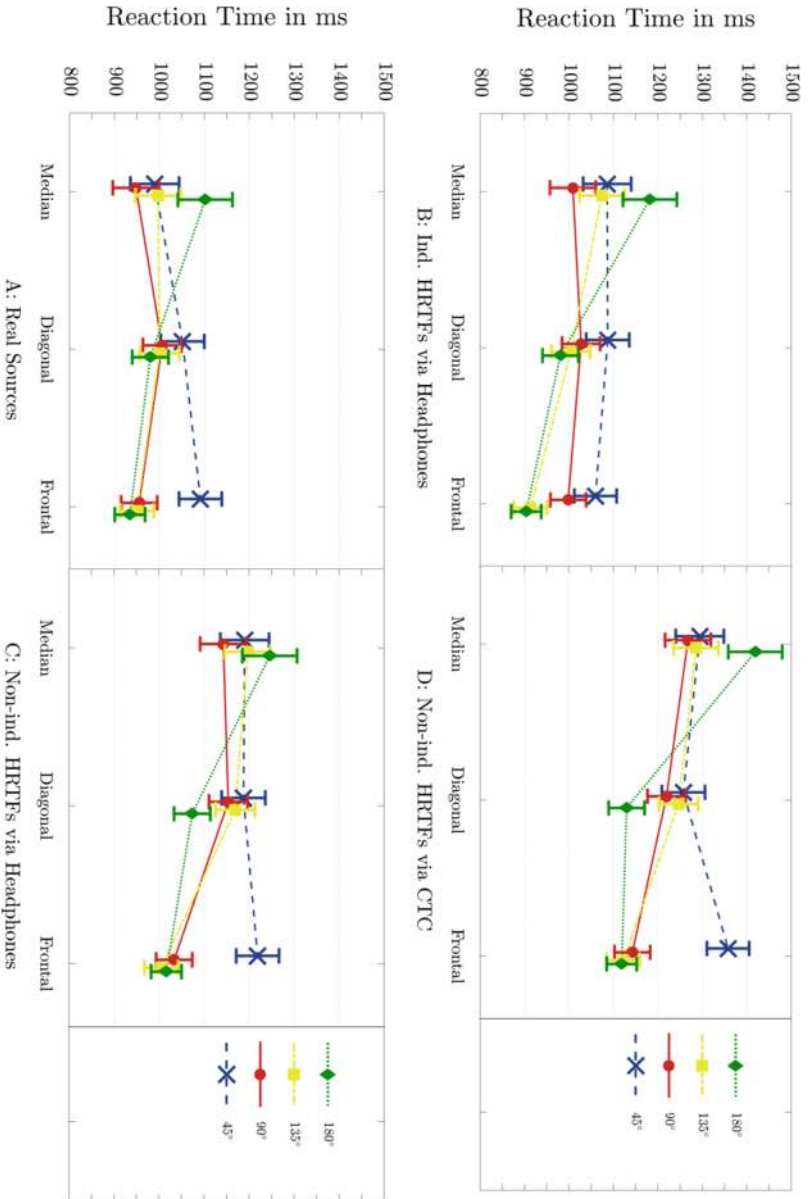 Reaction Time in ms
1500
1400
1300
1200
1100
1000
900
800
Median Diagonal Frontal
B: Ind. HRTFs via Headphones
Median Diagonal Frontal
D: Non-ind. HRTFs via CTC
180°
135°
90°
45°
Reaction Time in ms
1500
1400
1300
1200
1100
1000
900
800
Median Diagonal Frontal
A: Real Sources
Median Diagonal Frontal
C: Non-ind. HRTFs via Headphones
180°
135°
90°
45°